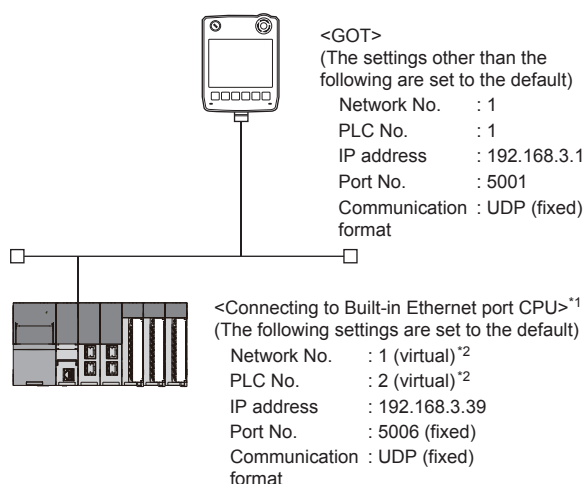 <GOT>
(The settings other than the
following are set to the default)
Network No. : 1
PLC No. : 1
IP address : 192.168.3.1
Port No. : 5001
Communication : UDP (fixed)
format
<Connecting to Built-in Ethernet port CPU>*1
(The following settings are set to the default)
Network No. : 1 (virtual)*2
PLC No. : 2 (virtual)*2
IP address : 192.168.3.39
Port No. : 5006 (fixed)
Communication : UDP (fixed)
format